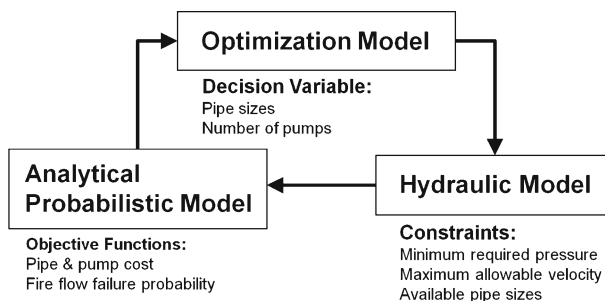 Optimization Model
Decision Variable:
Pipe sizes
Number of pumps
Analytical
Probabilistic Model
Objective Functions:
Pipe & pump cost
Fire flow failure probability
Hydraulic Model
Constraints:
Minimum required pressure
Maximum allowable velocity
Available pipe sizes